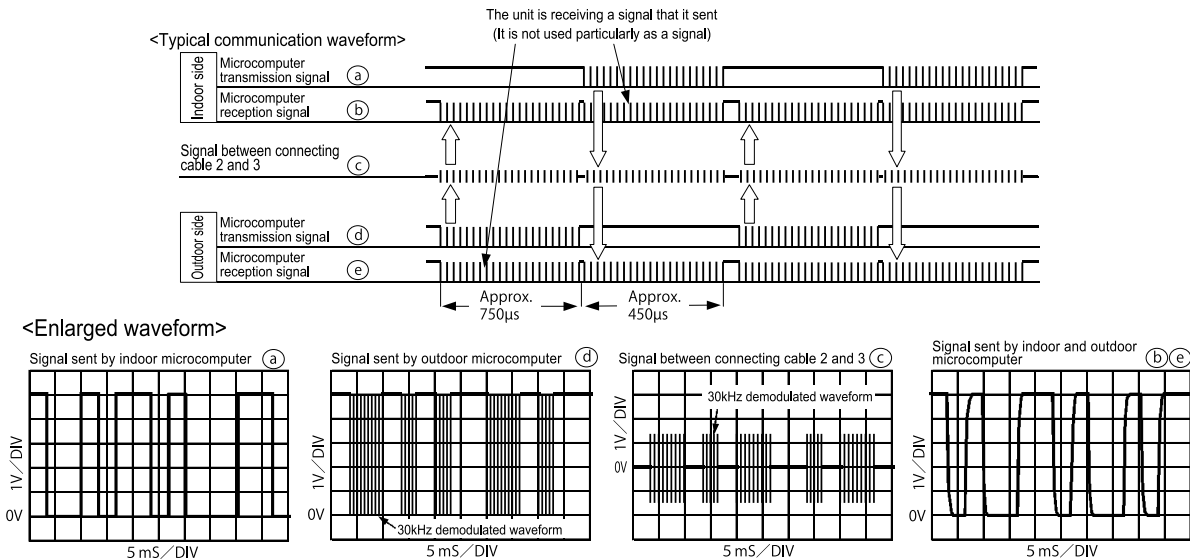 The unit is receiving a signal that it sent
(It is not used particularly as a signal)
<Typical communication waveform>
Indoor side
Microcomputer
transmission signal
a
Microcomputer
reception signal
b
Signal between connecting
cable 2 and 3
c
Outdoor side
Microcomputer
transmission signal
d
Microcomputer
reception signal
e
Approx.
750μs
Approx.
450μs
<Enlarged waveform>
Signal sent by indoor microcomputer a
1V/DIV
0V
5 mS/DIV
Signal sent by outdoor microcomputer d
1V/DIV
0V
30kHz demodulated waveform
5 mS/DIV
Signal between connecting cable 2 and 3 c
30kHz demodulated waveform
1V/DIV
0V
5 mS/DIV
Signal sent by indoor and outdoor
microcomputer
b e
1V/DIV
0V
5 mS/DIV